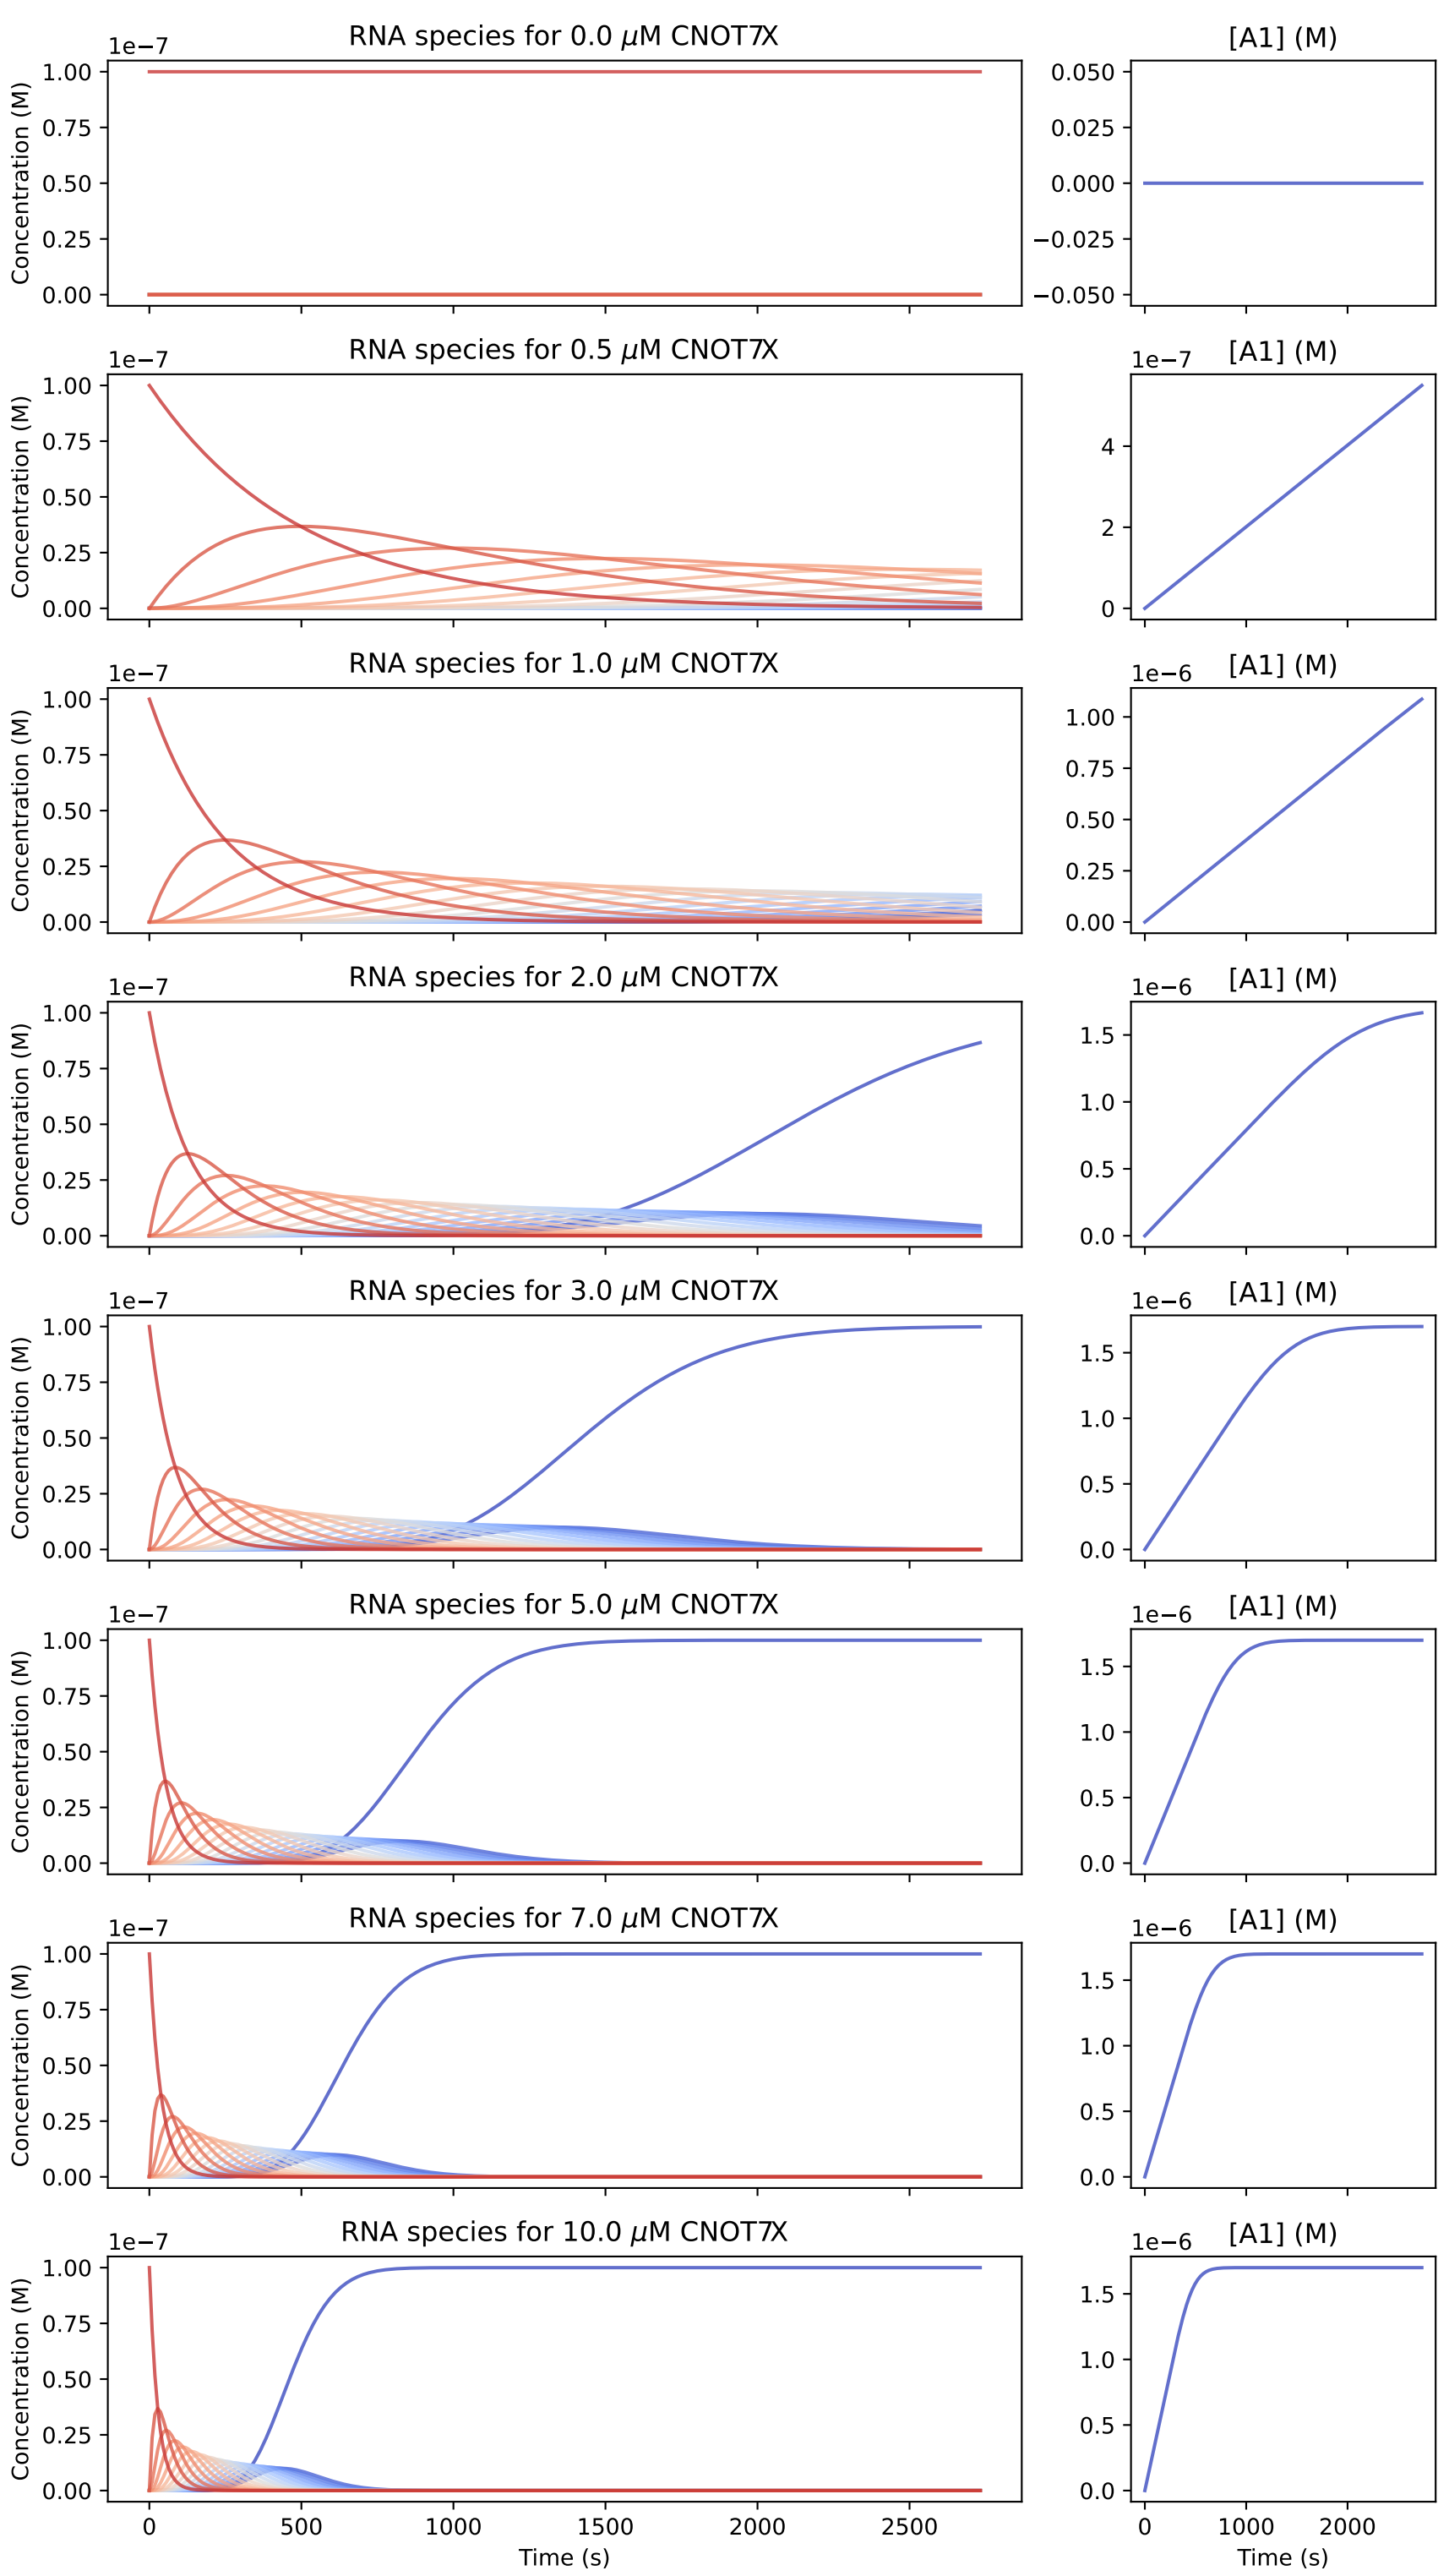 RNA species for 0.0 μM CNOT7X
[A1] (M)
1e−7
1.00
0.75
0.50
0.25
0.00
Concentration (M)
0.050
0.025
0.000
−0.025
−0.050
RNA species for 0.5 μM CNOT7X
[A1] (M)
1e−7
1.00
0.75
0.50
0.25
0.00
Concentration (M)
1e−7
4
2
0
RNA species for 1.0 μM CNOT7X
[A1] (M)
1e−7
1.00
0.75
0.50
0.25
0.00
Concentration (M)
1e−6
1.00
0.75
0.50
0.25
0.00
RNA species for 2.0 μM CNOT7X
[A1] (M)
1e−7
1.00
0.75
0.50
0.25
0.00
Concentration (M)
1e−6
1.5
1.0
0.5
0.0
RNA species for 3.0 μM CNOT7X
[A1] (M)
1e−7
1.00
0.75
0.50
0.25
0.00
Concentration (M)
1e−6
1.5
1.0
0.5
0.0
RNA species for 5.0 μM CNOT7X
[A1] (M)
1e−7
1.00
0.75
0.50
0.25
0.00
Concentration (M)
1e−6
1.5
1.0
0.5
0.0
RNA species for 7.0 μM CNOT7X
[A1] (M)
1e−7
1.00
0.75
0.50
0.25
0.00
Concentration (M)
1e−6
1.5
1.0
0.5
0.0
RNA species for 10.0 μM CNOT7X
[A1] (M)
1e−7
1.00
0.75
0.50
0.25
0.00
Concentration (M)
1e−6
1.5
1.0
0.5
0.0
0 500 1000 1500 2000 2500
Time (s)
0 1000 2000
Time (s)